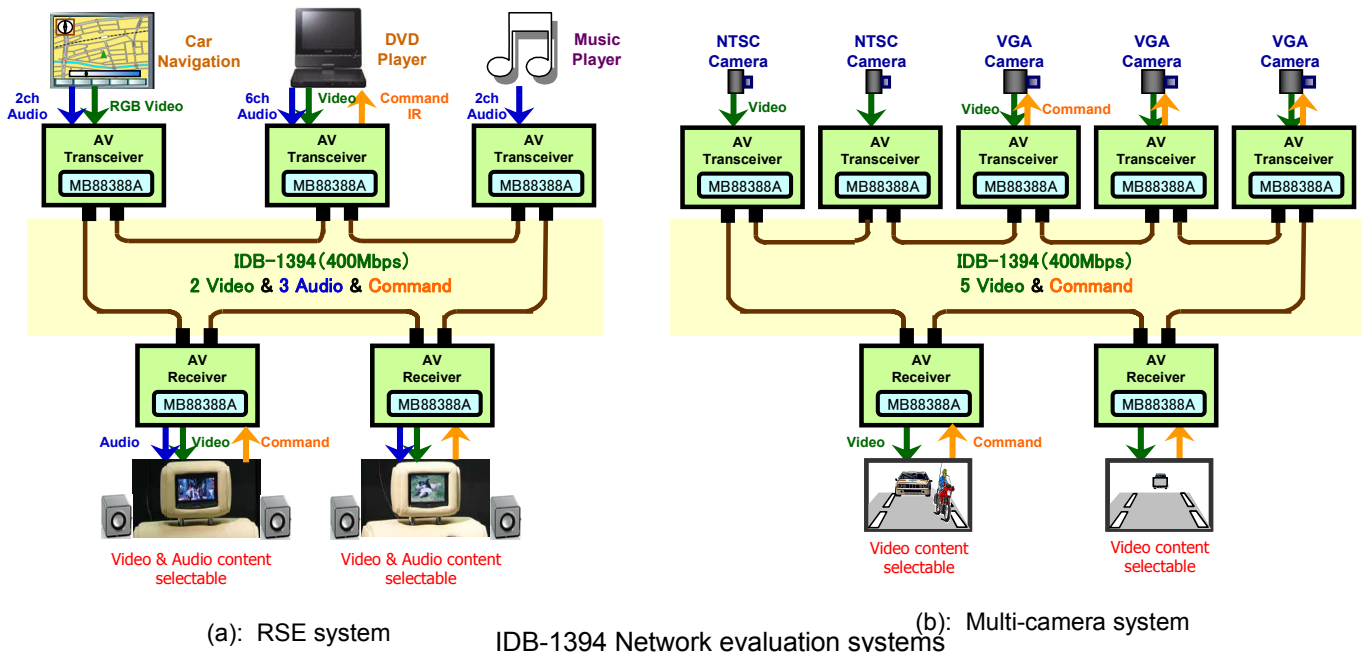 Car
Navigation
DVD
Player
Music
Player
2ch
Audio
RGB Video
6ch
Audio
Video
Command
IR
2ch
Audio
AV
Transceiver
MB88388A
AV
Transceiver
MB88388A
AV
Transceiver
MB88388A
IDB-1394(400Mbps)
2 Video & 3 Audio & Command
AV
Receiver
MB88388A
AV
Receiver
MB88388A
Audio
Video
Command
Video & Audio content
selectable
Video & Audio content
selectable
(a): RSE system
NTSC
Camera
NTSC
Camera
VGA
Camera
VGA
Camera
VGA
Camera
Video
Video
Command
AV
Transceiver
MB88388A
AV
Transceiver
MB88388A
AV
Transceiver
MB88388A
AV
Transceiver
MB88388A
AV
Transceiver
MB88388A
IDB-1394(400Mbps)
5 Video & Command
AV
Receiver
MB88388A
AV
Receiver
MB88388A
Video
Command
Video content
selectable
Video content
selectable
(b): Multi-camera system
IDB-1394 Network evaluation systems